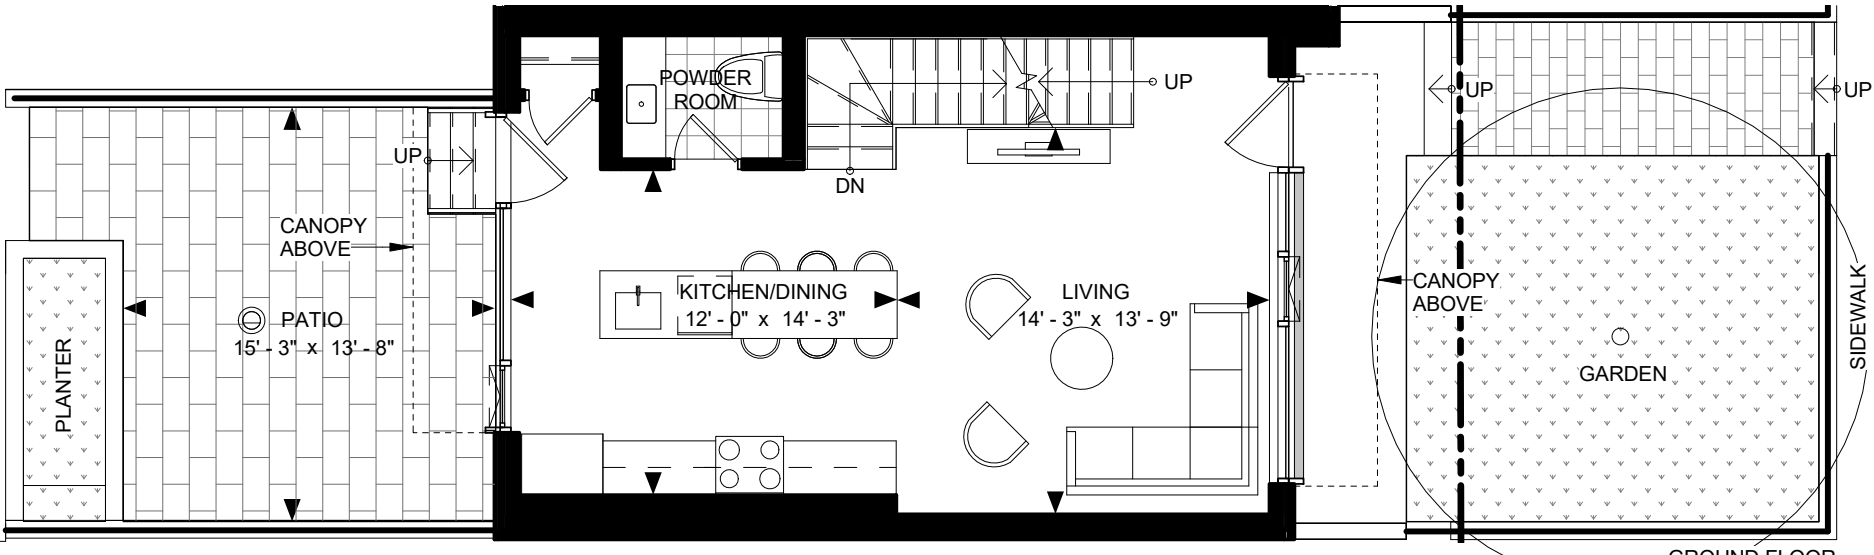 POWDER
ROOM
UP
UP
UP
UP
DN
CANOPY
ABOVE
KITCHEN/DINING
12' - 0" x 14' - 3"
LIVING
14' - 3" x 13' - 9"
CANOPY
ABOVE
PATIO
15' - 3" x 13' - 8"
PLANTER
GARDEN
SIDEWALK
GROUND FLOOR